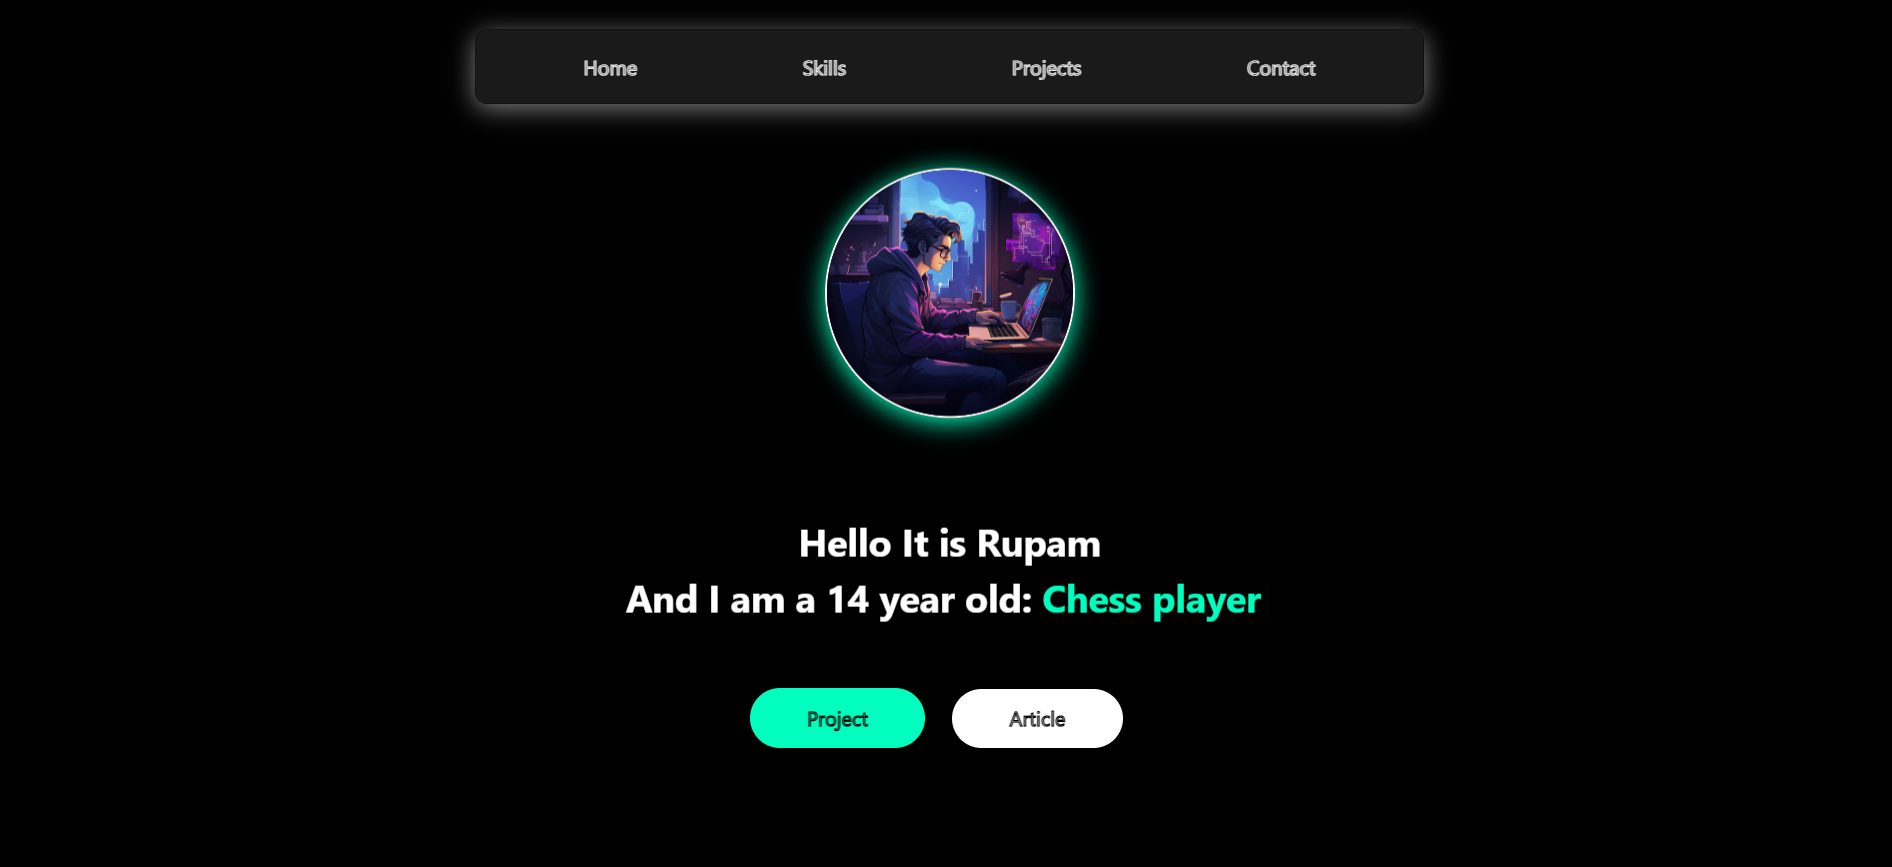 Home Skills Projects Contact
Hello It is Rupam
And I am a 14 year old: Chess player
Project Article